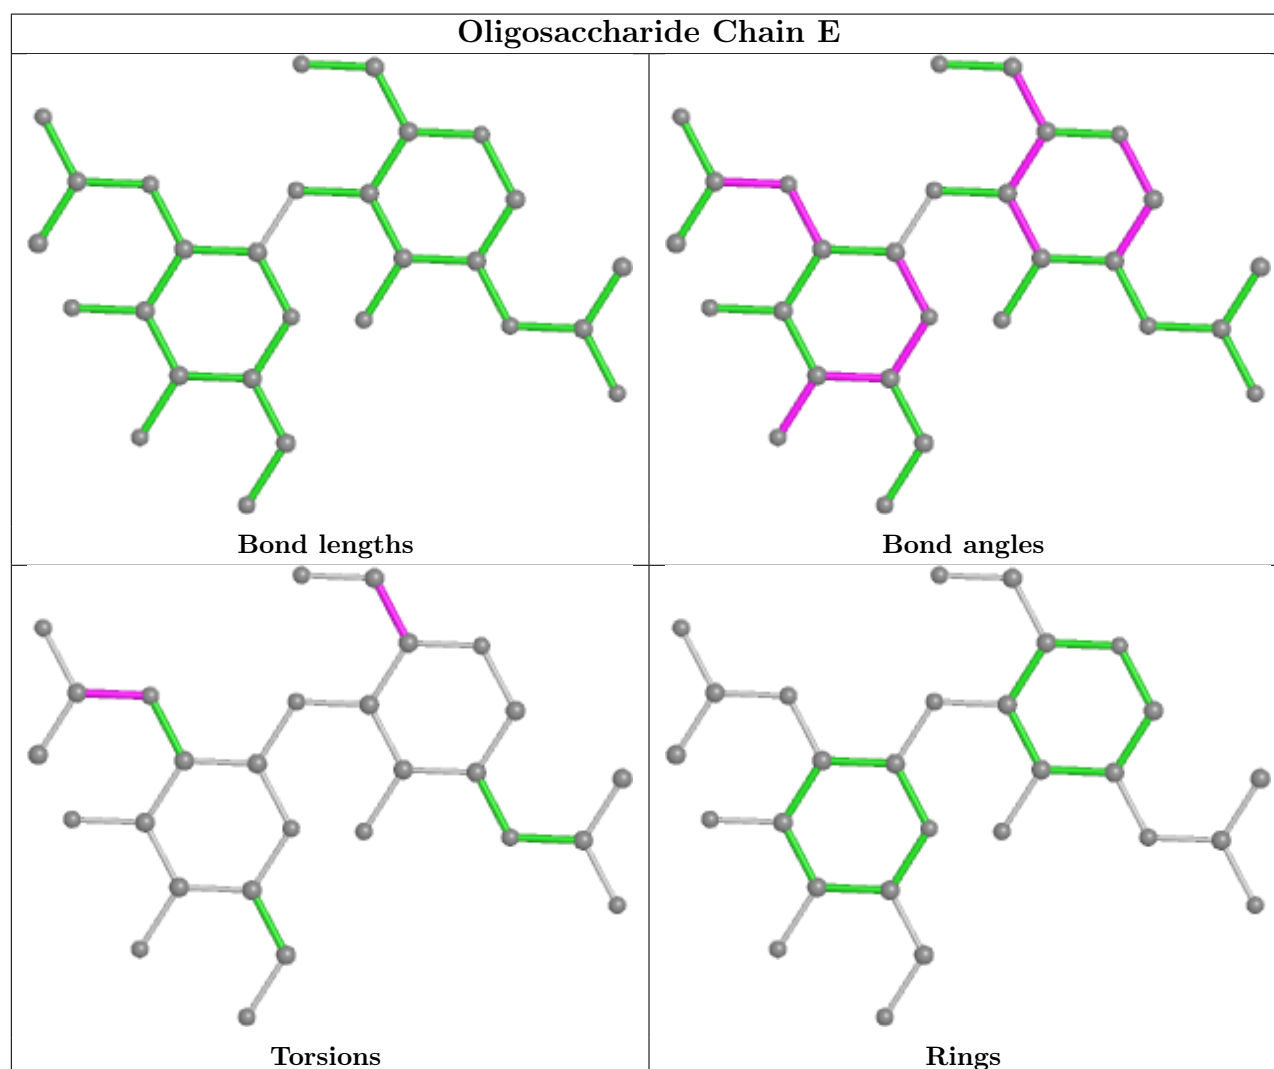 Oligosaccharide Chain E
Bond lengths
Bond angles
Torsions
Rings